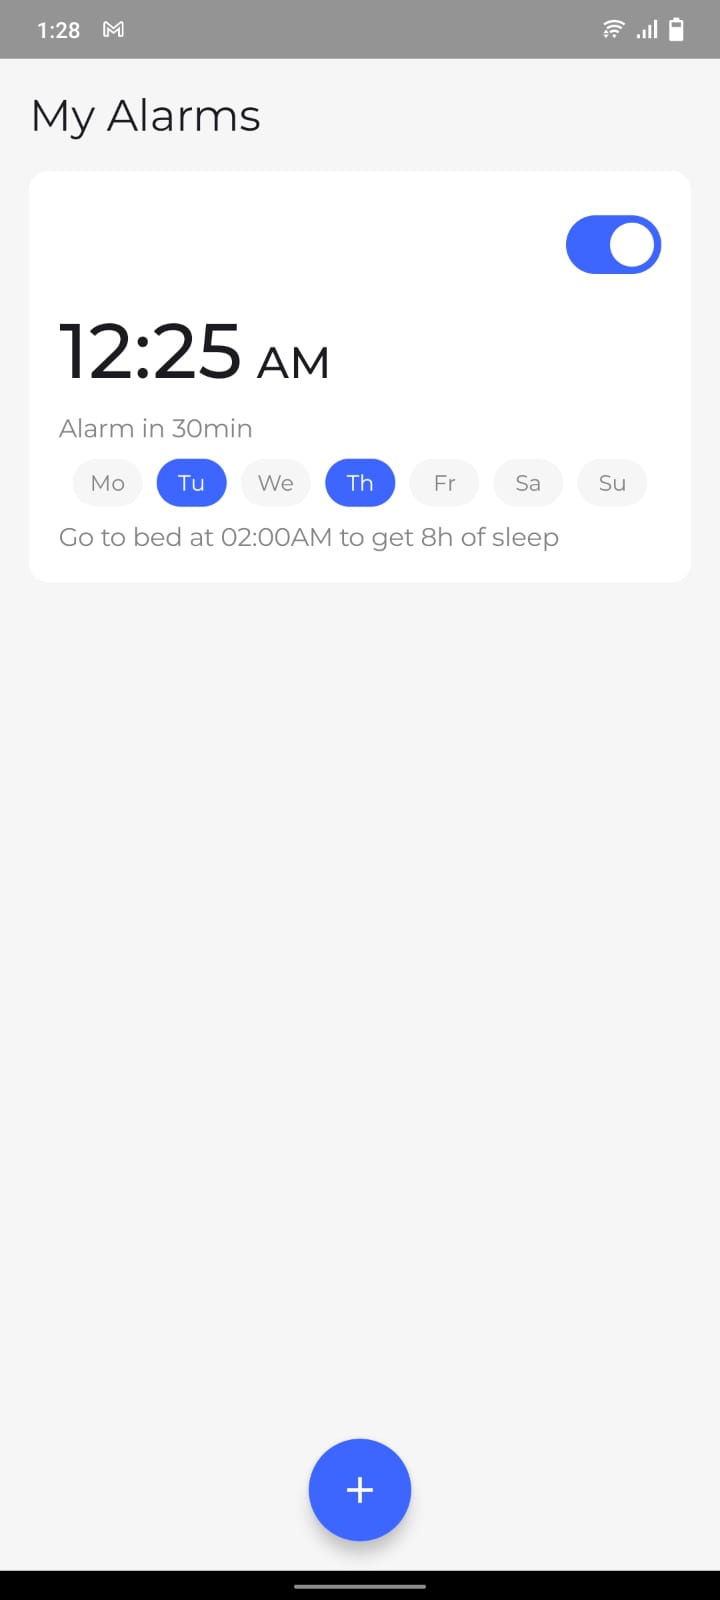 1:28
My Alarms
12:25 AM
Alarm in 30min
Mo Tu We Th Fr Sa Su
Go to bed at 02:00AM to get 8h of sleep
+